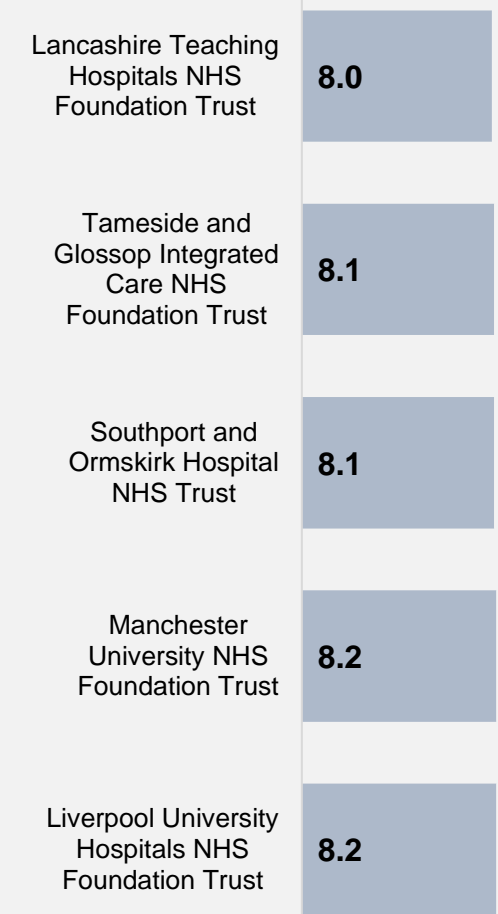 Lancashire Teaching
Hospitals NHS
Foundation Trust
8.0
Tameside and
Glossop Integrated
Care NHS
Foundation Trust
8.1
Southport and
Ormskirk Hospital
NHS Trust
8.1
Manchester
University NHS
Foundation Trust
8.2
Liverpool University
Hospitals NHS
Foundation Trust
8.2